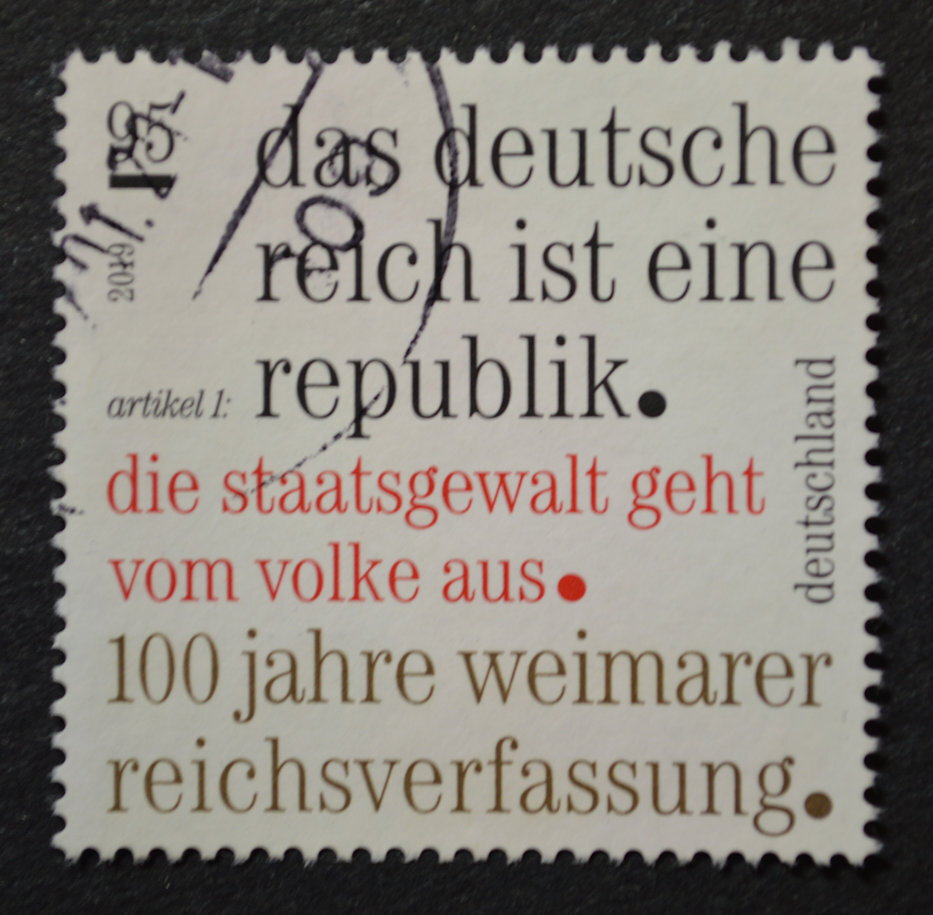 das deutsche
reich ist eine
2019
artikel 1: republik.
die staatsgewalt geht
vom volke aus.
deutschland
100 jahre weimarer
reichsverfassung.